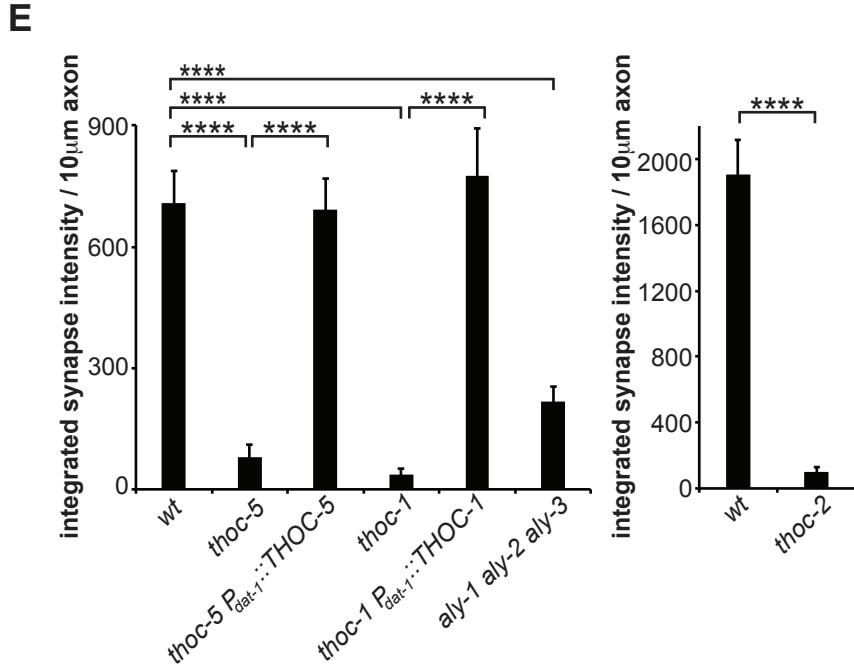 E
integrated synapse intensity / 10μm axon
****
**** ****
**** ****
900
600
300
0
wt
thoc-5
thoc-5 Pdat-1::THOC-5
thoc-1
thoc-1 Pdat-1::THOC-1
aly-1 aly-2 aly-3
integrated synapse intensity / 10μm axon
****
2000
1600
1200
800
400
0
wt
thoc-2